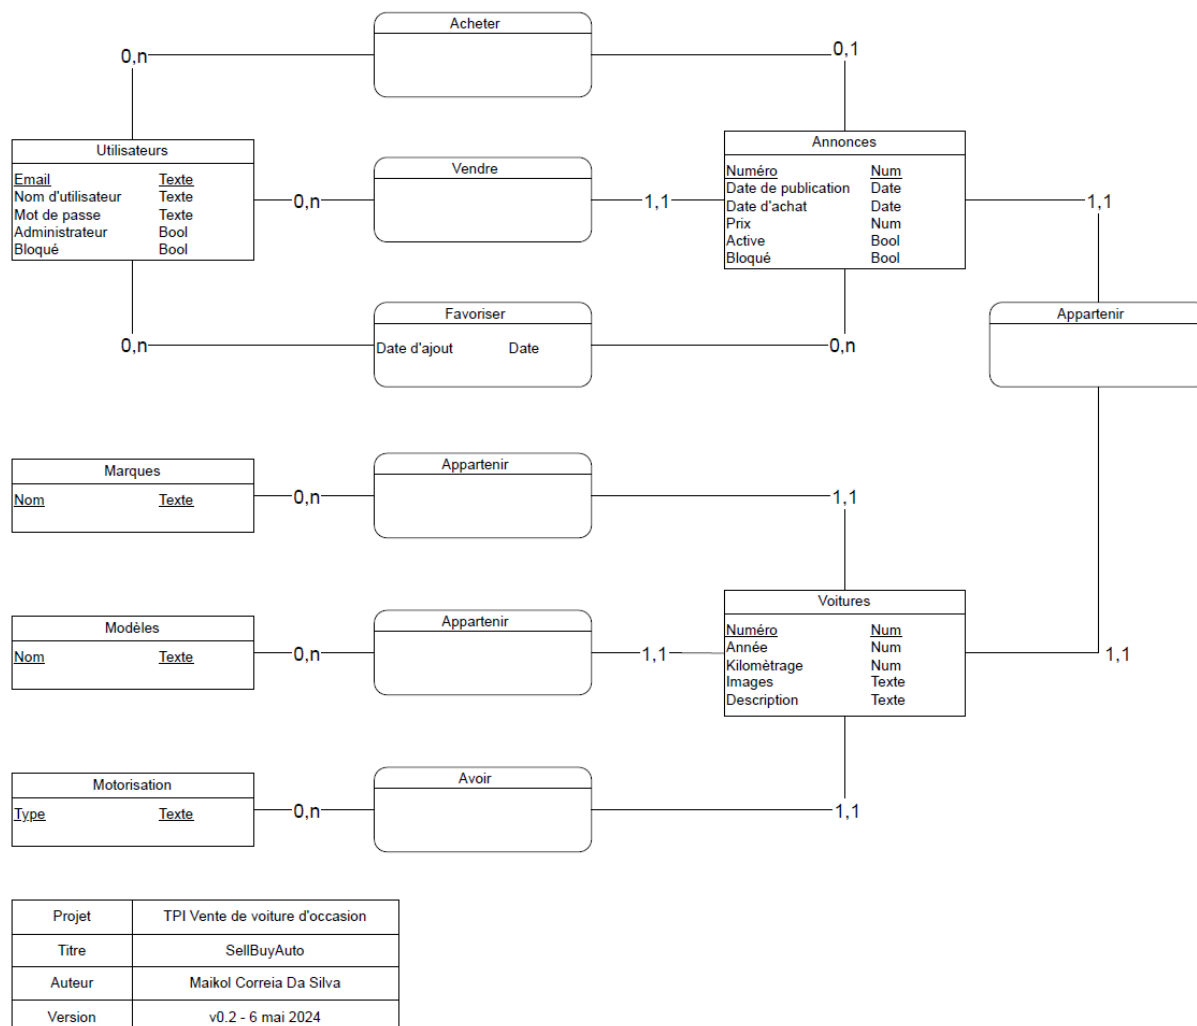 Acheter
0,n
0,1
Utilisateurs
Email Texte
Nom d'utilisateur Texte
Mot de passe Texte
Administrateur Bool
Bloqué Bool
0,n
Vendre
1,1
Annonces
Numéro Num
Date de publication Date
Date d'achat Date
Prix Num
Active Bool
Bloqué Bool
1,1
0,n
Favoriser
Date d'ajout Date
0,n
Appartenir
Marques
Nom Texte
0,n
Appartenir
1,1
Modèles
Nom Texte
0,n
Appartenir
1,1
Voitures
Numéro Num
Année Num
Kilomètrage Num
Images Texte
Description Texte
1,1
Motorisation
Type Texte
0,n
Avoir
1,1
Projet TPI Vente de voiture d'occasion
Titre SellBuyAuto
Auteur Maikol Correia Da Silva
Version v0.2 - 6 mai 2024